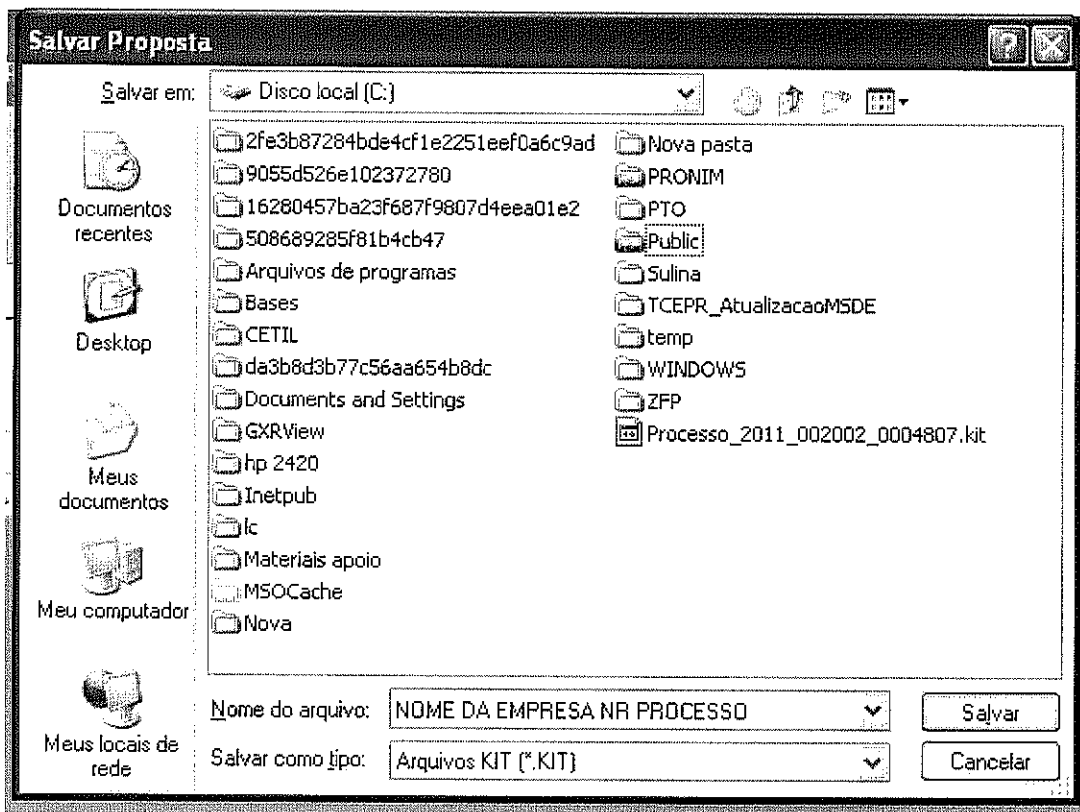 Salvar Proposta
Salvar em:
Disco local (C:)
Documentos
recentes
Desktop
Meus
documentos
Meu computador
Meus locais de
rede
2fe3b87284bde4cf1e2251eef0a6c9ad
9055d526e102372780
16280457ba23f687f9807d4eea01e2
508689285f81b4cb47
Arquivos de programas
Bases
CETIL
da3b8d3b77c56aa654b8dc
Documents and Settings
GXRView
hp 2420
Inetpub
lc
Materiais apoio
MSOCache
Nova
Nova pasta
PRONIM
PTO
Public
Sulina
TCEPR_AtualizacaoMSDE
temp
WINDOWS
ZFP
Processo_2011_002002_0004807.kit
Nome do arquivo:
NOME DA EMPRESA NR PROCESSO
Salvar
Salvar como tipo:
Arquivos KIT (*.KIT)
Cancelar